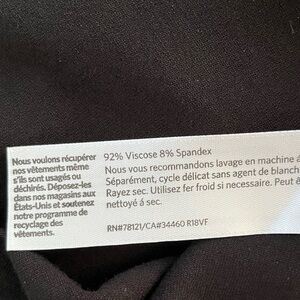 Nous voulons récupérer
nos vêtements même
s'ils sont usagés ou
déchirés. Déposez-les
dans nos magasins aux
États-Unis et soutenez
notre programme de
recyclage des
vêtements.
92% Viscose 8% Spandex
Nous vous recommandons lavage en machine á
Séparément, cycle délicat sans agent de blanch
Rayez sec. Utilisez fer froid si necessaire. Peut
nettoyé á sec.
RN#78121/CA#34460 R18VF